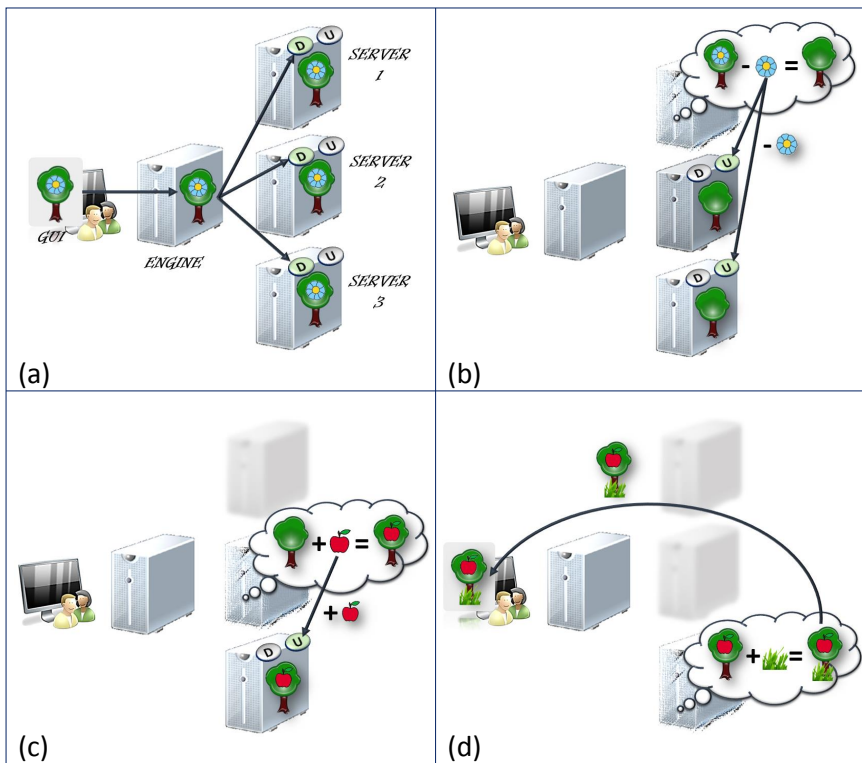 D U
SERVER
1
D U
SERVER
2
GUI
ENGINE
D U
SERVER
3
(a)
- =
- 
D U
D U
(b)
+ =
+
D U
(c)
+ =
(d)